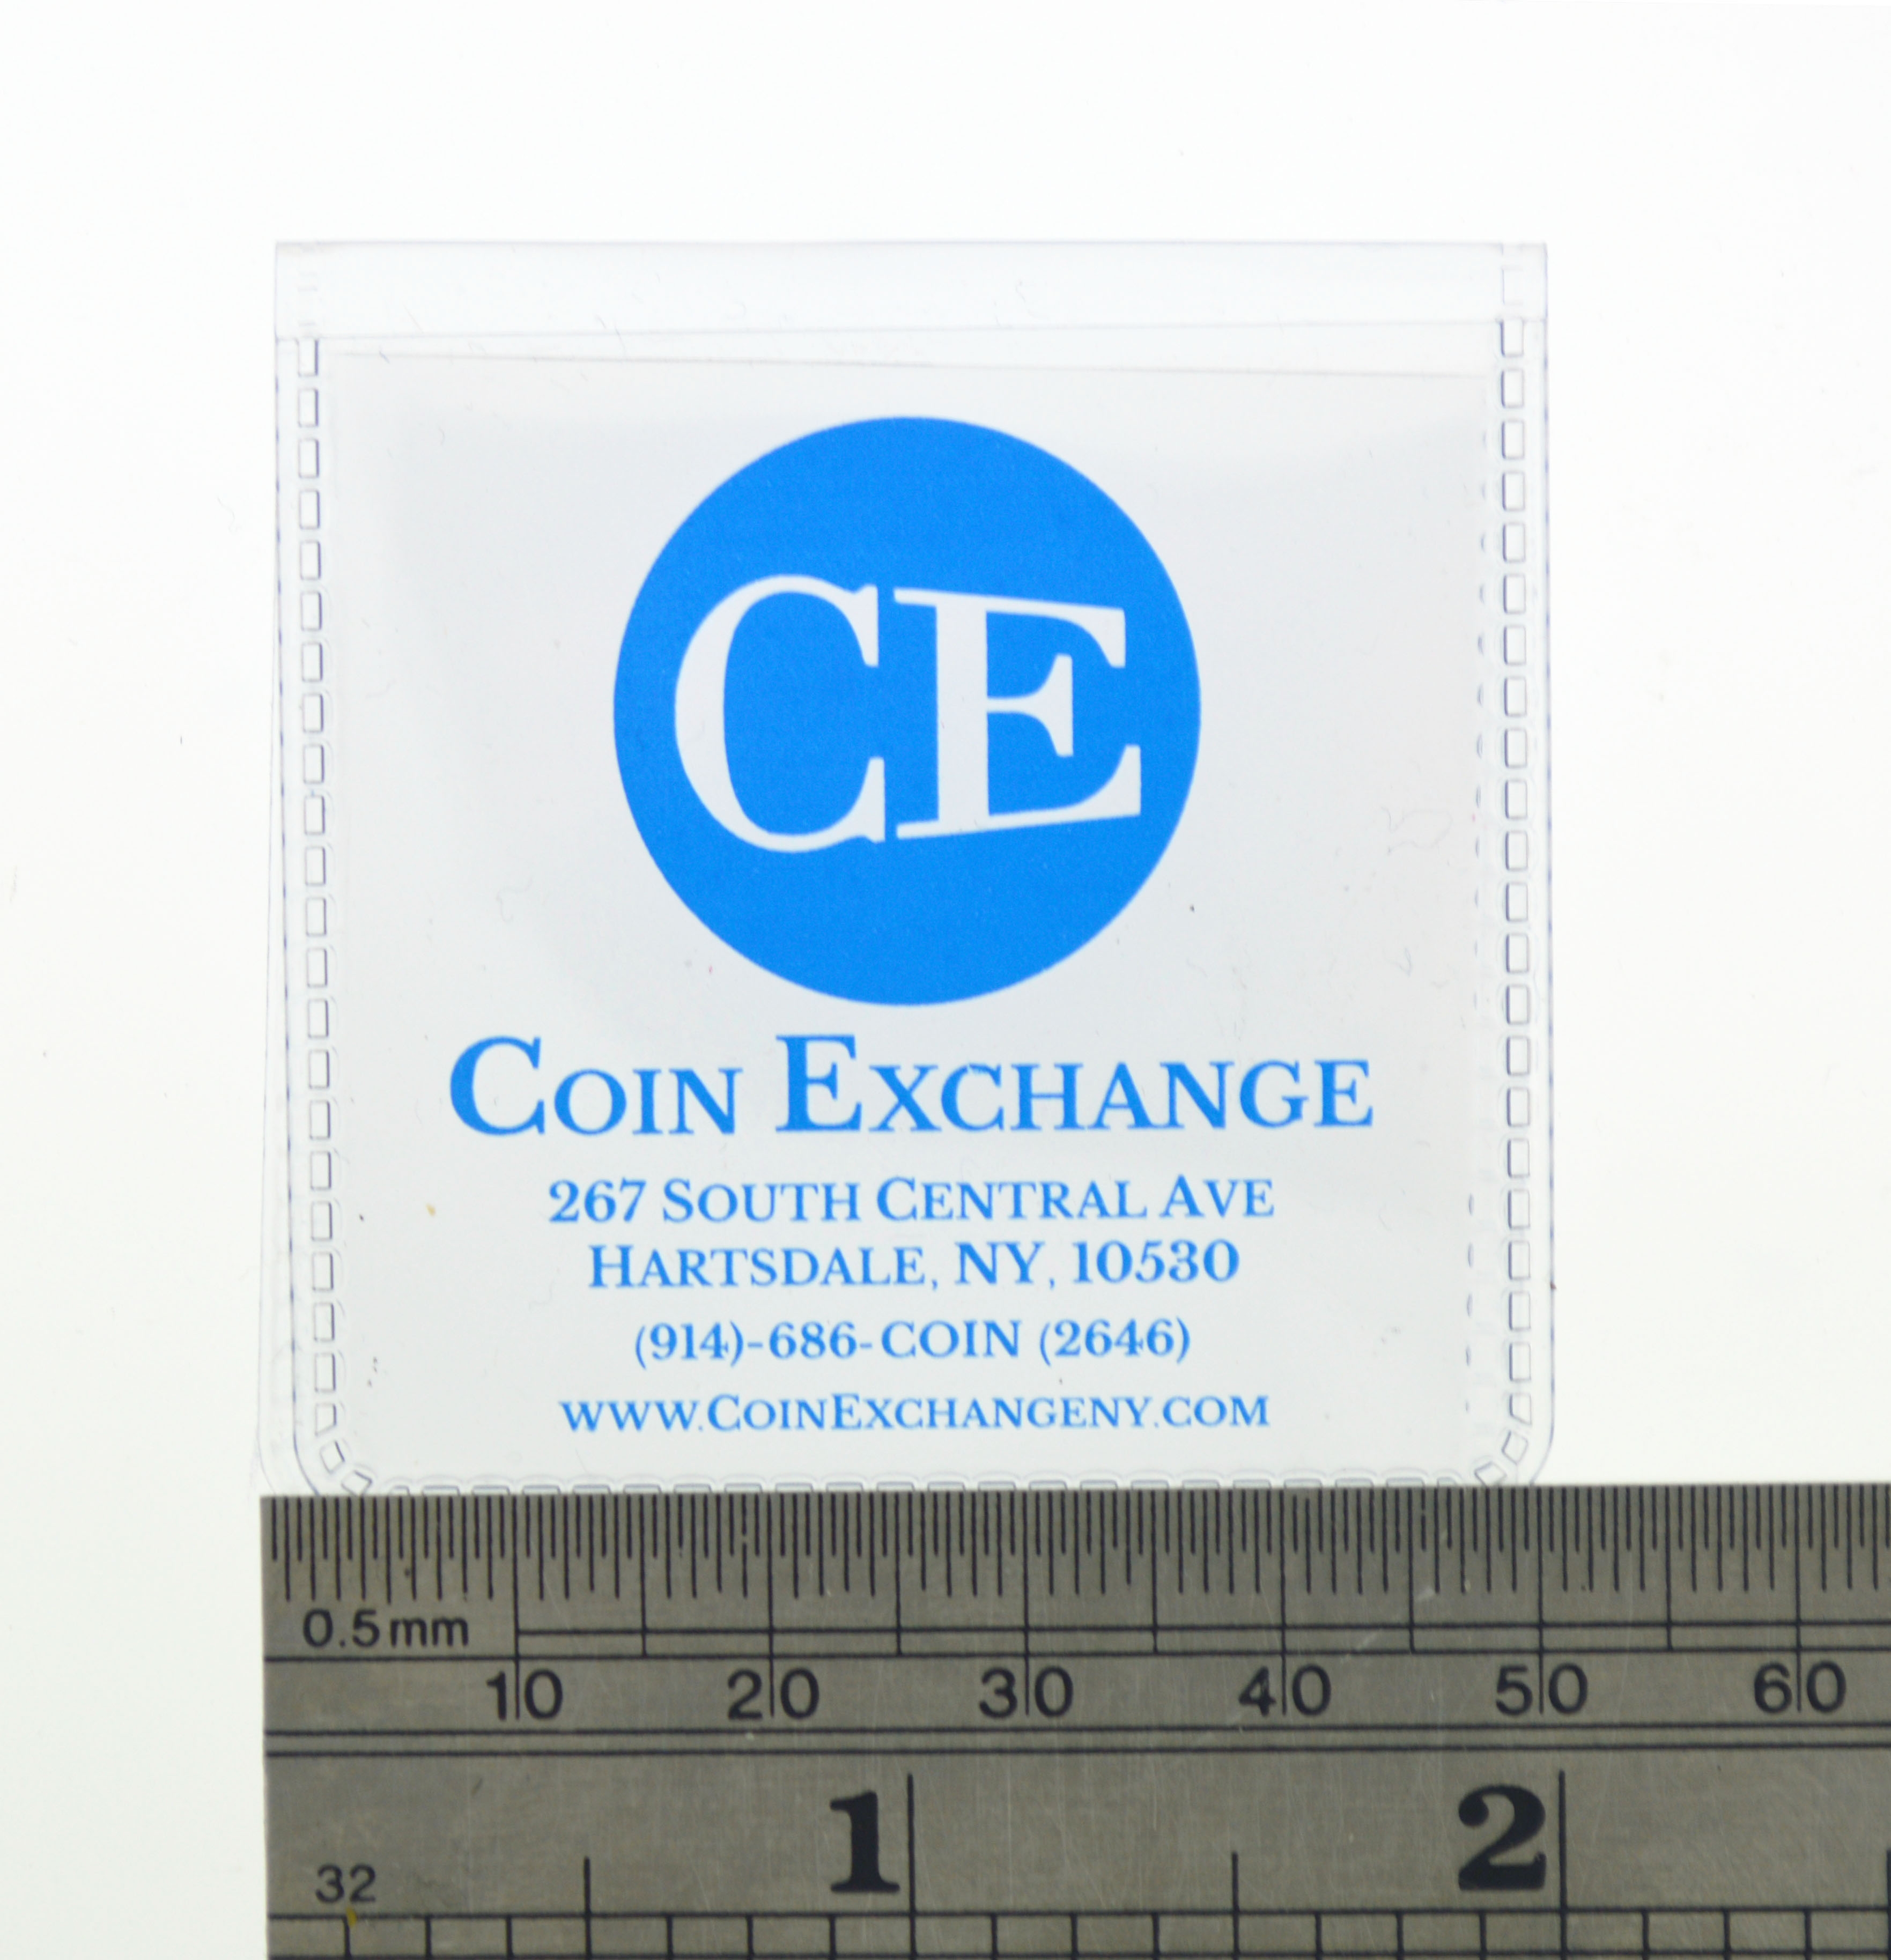 CE
COIN EXCHANGE
267 SOUTH CENTRAL AVE
HARTSDALE, NY, 10530
(914)-686-COIN (2646)
WWW.COINEXCHANGENY.COM
0.5mm
10 20 30 40 50 60
1 2
32